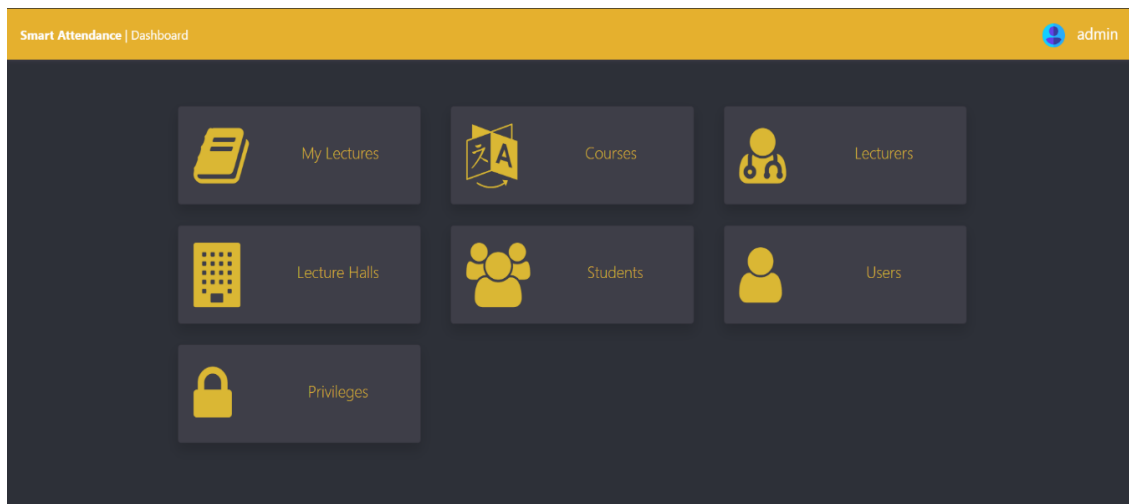 Smart Attendance | Dashboard
admin
My Lectures
Courses
Lecturers
Lecture Halls
Students
Users
Privileges